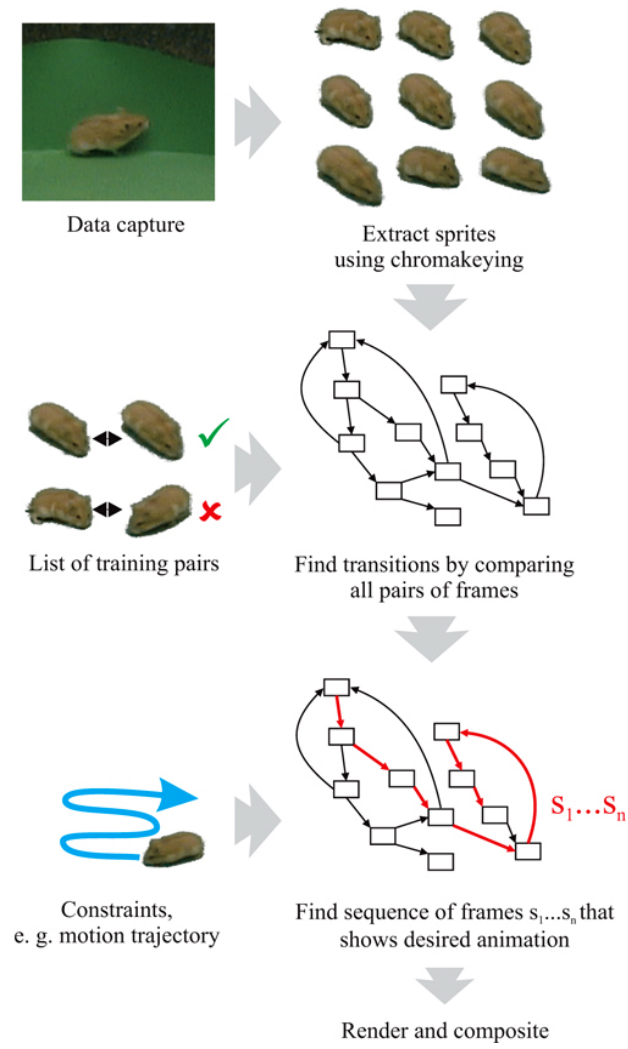 Data capture
Extract sprites
using chromakeying
List of training pairs
Find transitions by comparing
all pairs of frames
S₁...Sₙ
Constraints,
e. g. motion trajectory
Find sequence of frames s₁...sₙ that
shows desired animation
Render and composite